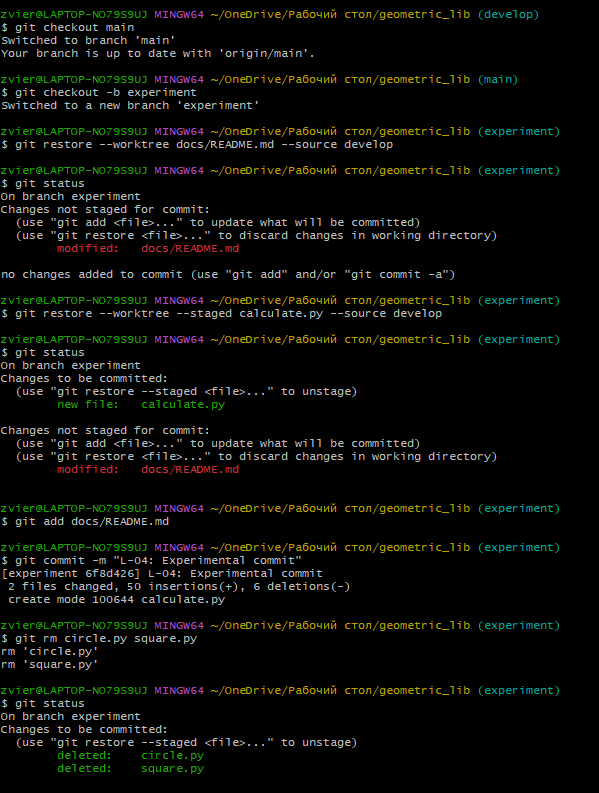 zvier@LAPTOP-NO79S9UJ MINGW64 ~/OneDrive/Рабочий стол/geometric_lib (develop)
$ git checkout main
Switched to branch 'main'
Your branch is up to date with 'origin/main'.
zvier@LAPTOP-NO79S9UJ MINGW64 ~/OneDrive/Рабочий стол/geometric_lib (main)
$ git checkout -b experiment
Switched to a new branch 'experiment'
zvier@LAPTOP-NO79S9UJ MINGW64 ~/OneDrive/Рабочий стол/geometric_lib (experiment)
$ git restore --worktree docs/README.md --source develop
zvier@LAPTOP-NO79S9UJ MINGW64 ~/OneDrive/Рабочий стол/geometric_lib (experiment)
$ git status
On branch experiment
Changes not staged for commit:
  (use "git add <file>..." to update what will be committed)
  (use "git restore <file>..." to discard changes in working directory)
        modified:   docs/README.md
no changes added to commit (use "git add" and/or "git commit -a")
zvier@LAPTOP-NO79S9UJ MINGW64 ~/OneDrive/Рабочий стол/geometric_lib (experiment)
$ git restore --worktree --staged calculate.py --source develop
zvier@LAPTOP-NO79S9UJ MINGW64 ~/OneDrive/Рабочий стол/geometric_lib (experiment)
$ git status
On branch experiment
Changes to be committed:
  (use "git restore --staged <file>..." to unstage)
        new file:   calculate.py
Changes not staged for commit:
  (use "git add <file>..." to update what will be committed)
  (use "git restore <file>..." to discard changes in working directory)
        modified:   docs/README.md
zvier@LAPTOP-NO79S9UJ MINGW64 ~/OneDrive/Рабочий стол/geometric_lib (experiment)
$ git add docs/README.md
zvier@LAPTOP-NO79S9UJ MINGW64 ~/OneDrive/Рабочий стол/geometric_lib (experiment)
$ git commit -m "L-04: Experimental commit"
[experiment 6f8d426] L-04: Experimental commit
 2 files changed, 50 insertions(+), 6 deletions(-)
 create mode 100644 calculate.py
zvier@LAPTOP-NO79S9UJ MINGW64 ~/OneDrive/Рабочий стол/geometric_lib (experiment)
$ git rm circle.py square.py
rm 'circle.py'
rm 'square.py'
zvier@LAPTOP-NO79S9UJ MINGW64 ~/OneDrive/Рабочий стол/geometric_lib (experiment)
$ git status
On branch experiment
Changes to be committed:
  (use "git restore --staged <file>..." to unstage)
        deleted:    circle.py
        deleted:    square.py